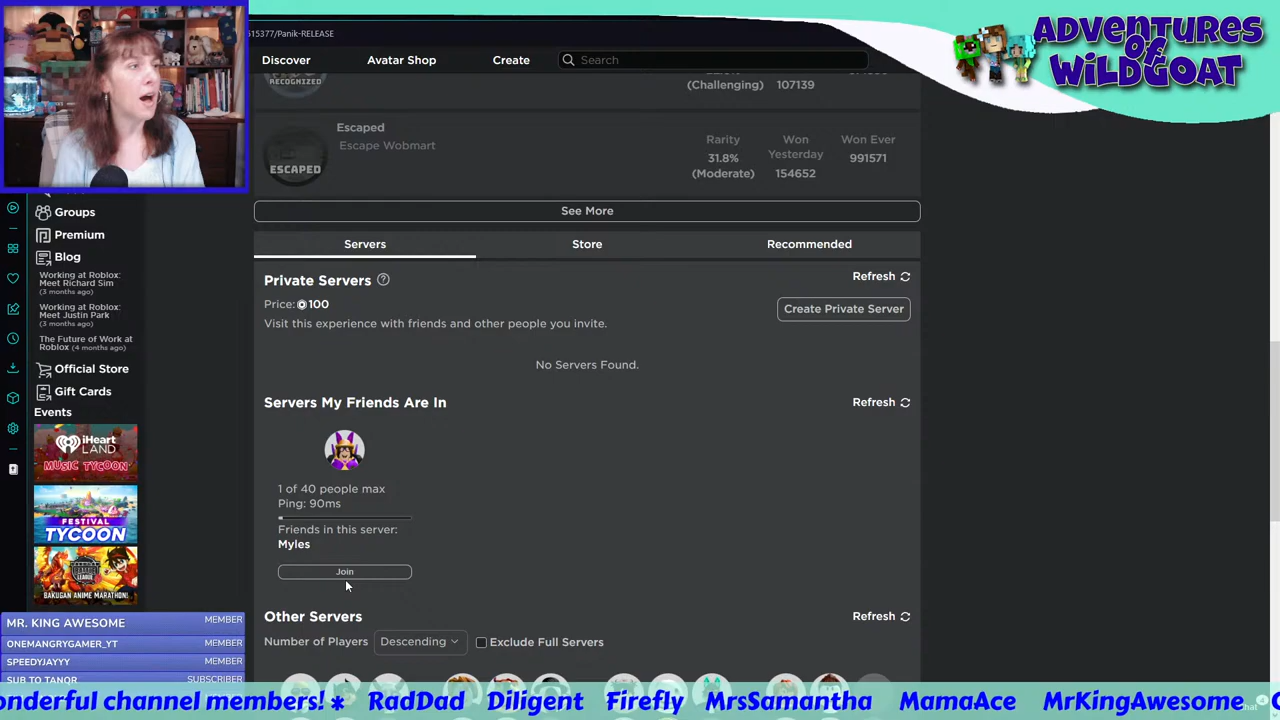 515377/Panik-RELEASE
Discover
Avatar Shop
Create
Search
ADVENTURES
OF
WILDGOAT
RECOGNIZED
(Challenging)
107139
Escaped
Escape Wobmart
ESCAPED
Rarity
31.8%
(Moderate)
Won
Yesterday
154652
Won Ever
991571
See More
Groups
Premium
Blog
Working at Roblox:
Meet Richard Sim
(3 months ago)
Working at Roblox:
Meet Justin Park
(3 months ago)
The Future of Work at
Roblox (4 months ago)
Official Store
Gift Cards
Events
iHeart
LAND
MUSIC TYCOON
FESTIVAL
TYCOON
BAKUGAN ANIME MARATHON!
Servers
Store
Recommended
Private Servers
Refresh
Price: 100
Create Private Server
Visit this experience with friends and other people you invite.
No Servers Found.
Servers My Friends Are In
Refresh
1 of 40 people max
Ping: 90ms
Friends in this server:
Myles
Join
Other Servers
Refresh
Number of Players
Descending
Exclude Full Servers
MR. KING AWESOME MEMBER
ONEMANGRYGAMER_YT MEMBER
SPEEDYJAYYY MEMBER
SUB TO TANOR SUBSCRIBER
onderful channel members! * RadDad Diligent Firefly MrsSamantha MamaAce MrKingAwesome